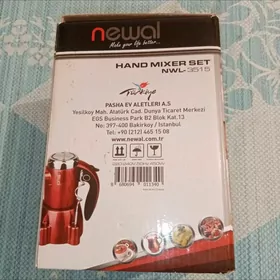 newal
Make your life better...
HAND MIXER SET
NWL-3515
Türkiye
PASHA EV ALETLERI A.S
Yesilkoy Mah. Atatürk Cad. Dunya Ticaret Merkezi
EGS Business Park B2 Blok Kat.13
No: 397-400 Bakirkoy / Istanbul
Tel: +90 (212) 465 15 08
www.newal.com.tr